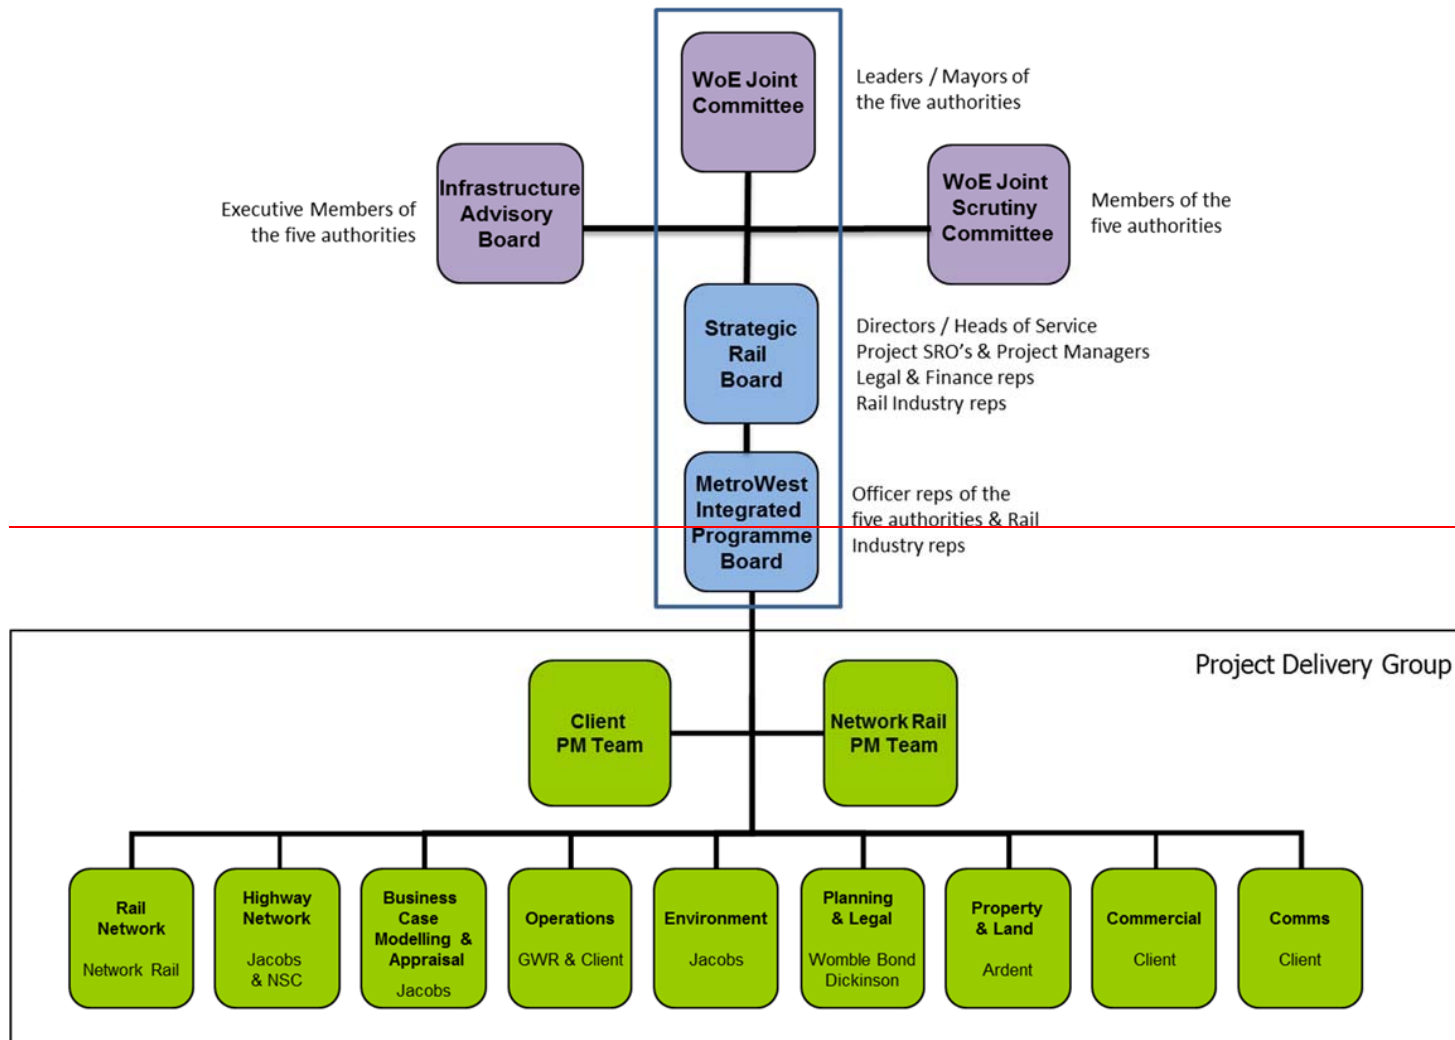 WoE Joint
Committee
Leaders / Mayors of
the five authorities
Infrastructure
Advisory
Board
Executive Members of
the five authorities
WoE Joint
Scrutiny
Committee
Members of the
five authorities
Strategic
Rail
Board
Directors / Heads of Service
Project SRO's & Project Managers
Legal & Finance reps
Rail Industry reps
MetroWest
Integrated
Programme
Board
Officer reps of the
five authorities & Rail
Industry reps
Project Delivery Group
Client
PM Team
Network Rail
PM Team
Rail
Network
Network Rail
Highway
Network
Jacobs
& NSC
Business
Case
Modelling &
Appraisal
Jacobs
Operations
GWR & Client
Environment
Jacobs
Planning
& Legal
Womble Bond
Dickinson
Property
& Land
Ardent
Commercial
Client
Comms
Client